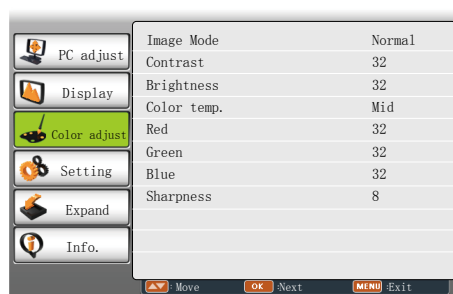 PC adjust
Display
Color adjust
Setting
Expand
Info.
Image Mode Normal
Contrast 32
Brightness 32
Color temp. Mid
Red 32
Green 32
Blue 32
Sharpness 8
: Move OK :Next MENU :Exit